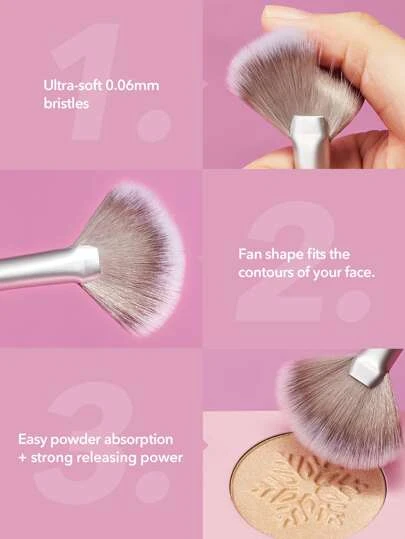 1.
Ultra-soft 0.06mm
bristles
2.
Fan shape fits the
contours of your face.
3.
Easy powder absorption
+ strong releasing power